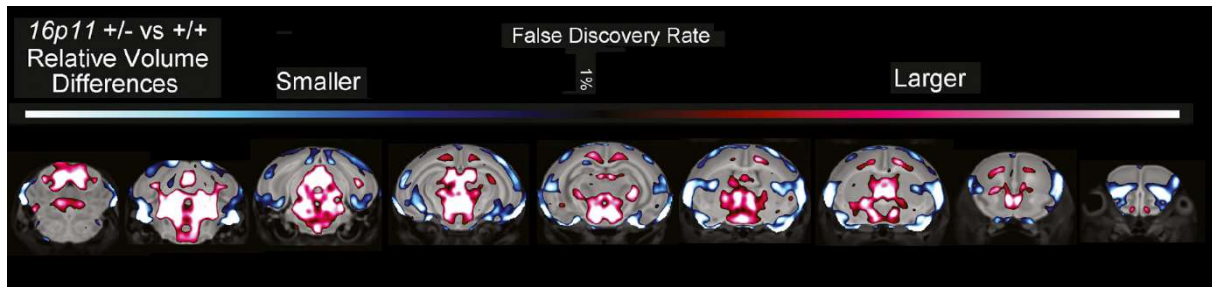 16p11 +/- vs +/+
Relative Volume
Differences
Smaller
False Discovery Rate
1%
Larger